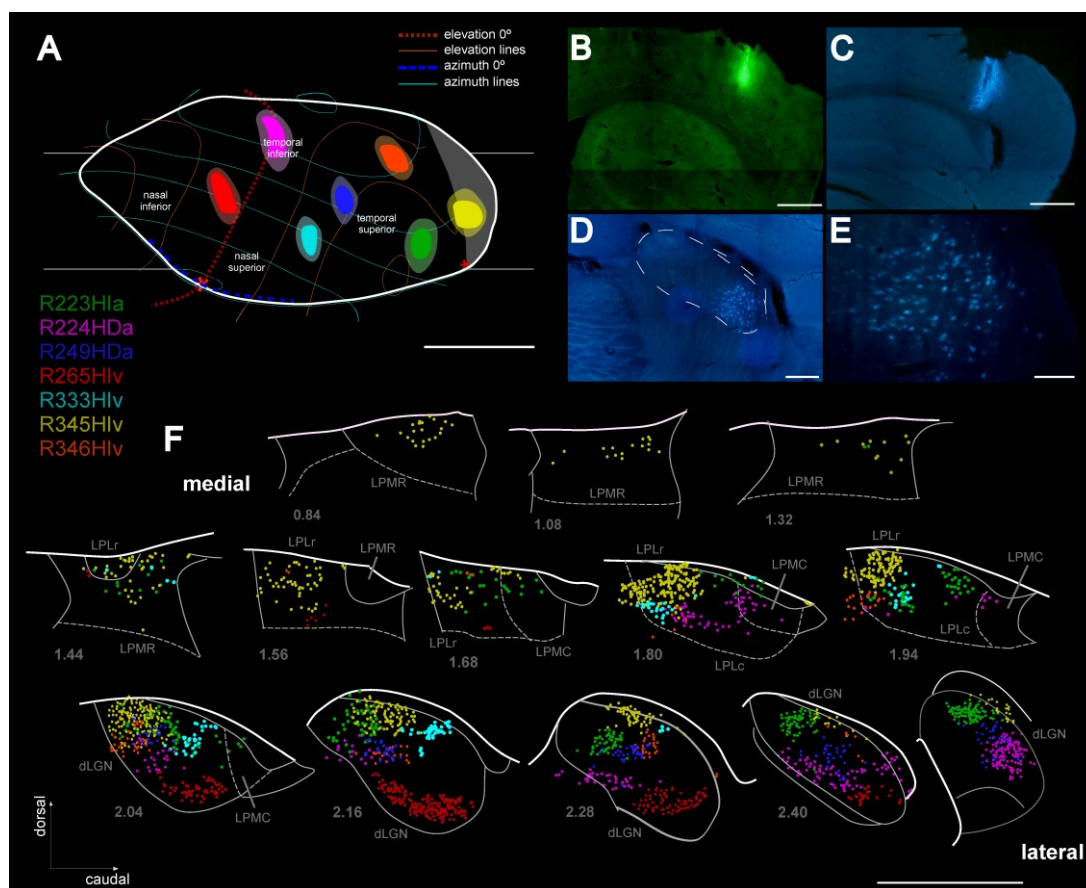 A
elevation 0º
elevation lines
azimuth 0º
azimuth lines
temporal
inferior
nasal
inferior
temporal
superior
nasal
superior
R223HIa
R224HDa
R249HDa
R265HIv
R333HIv
R345HIv
R346HIv
B
C
D
E
F
medial
LPMR
0.84
LPMR
1.08
LPMR
1.32
LPLr
LPMR
1.44
LPLr
LPMR
1.56
LPLr
LPMC
1.68
LPLr
LPMC
LPLc
1.80
LPLr
LPMC
LPLc
1.94
dLGN
LPMC
2.04
dLGN
2.16
dLGN
2.28
dLGN
2.40
dLGN
lateral
dorsal
caudal